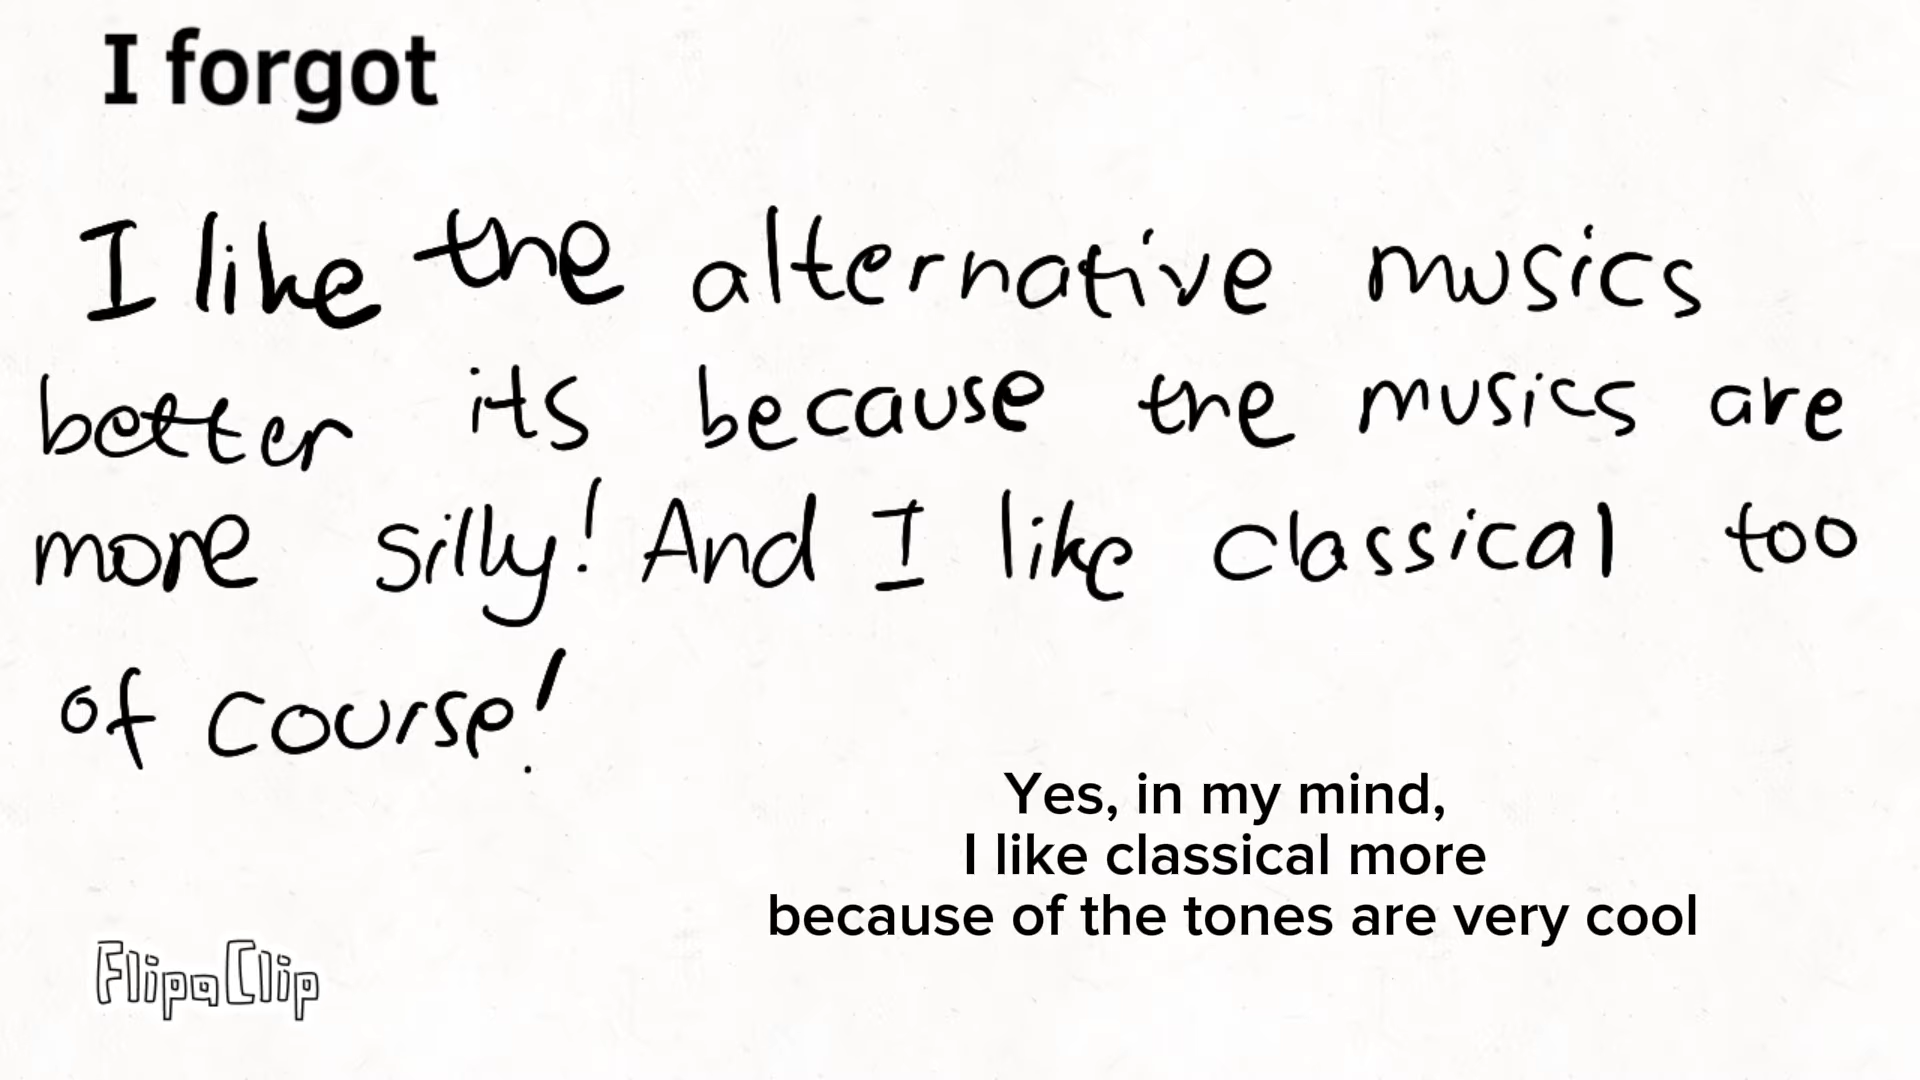 I forgot
I like the alternative musics
better its because the musics are
more silly! And I like classical too
of course!
Yes, in my mind,
I like classical more
because of the tones are very cool
FlipaClip